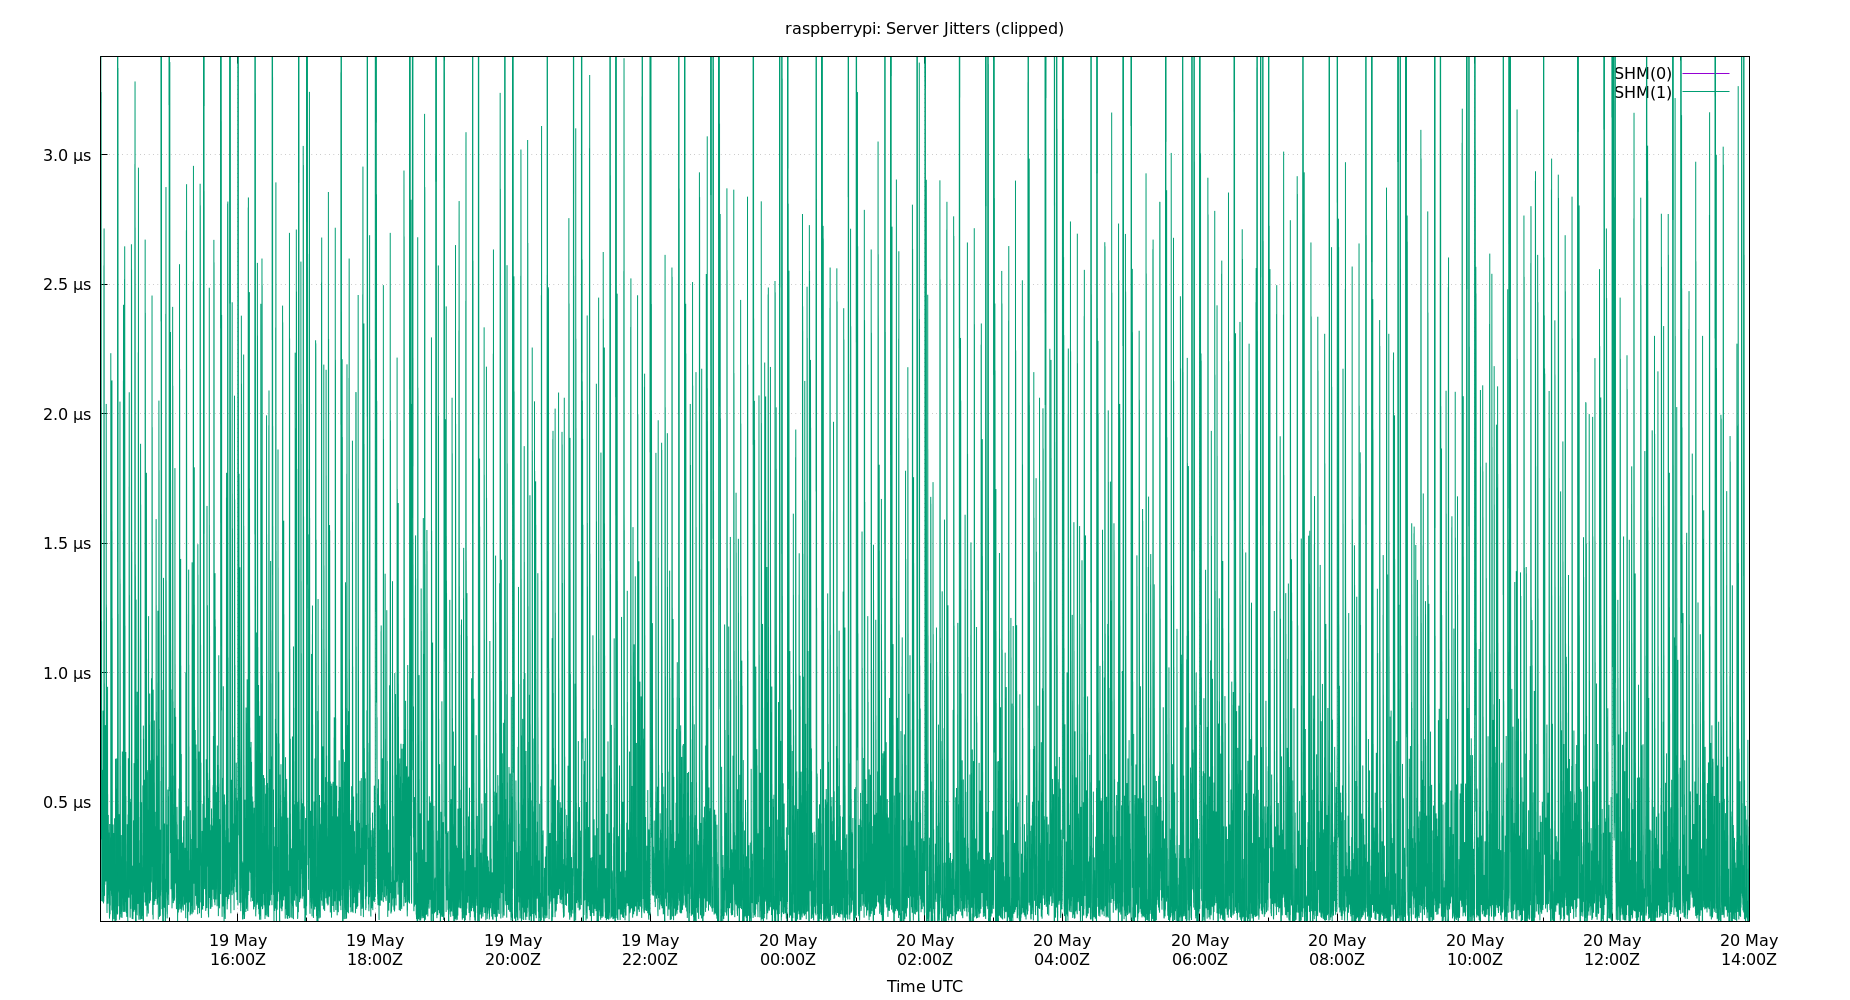 raspberrypi: Server Jitters (clipped)
SHM(0)
SHM(1)
3.0 µs
2.5 µs
2.0 µs
1.5 µs
1.0 µs
0.5 µs
19 May 19 May 19 May 19 May 20 May 20 May 20 May 20 May 20 May 20 May 20 May 20 May
16:00Z 18:00Z 20:00Z 22:00Z 00:00Z 02:00Z 04:00Z 06:00Z 08:00Z 10:00Z 12:00Z 14:00Z
Time UTC